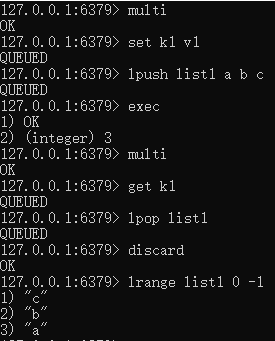 127.0.0.1:6379> multi
OK
127.0.0.1:6379> set k1 v1
QUEUED
127.0.0.1:6379> lpush list1 a b c
QUEUED
127.0.0.1:6379> exec
1) OK
2) (integer) 3
127.0.0.1:6379> multi
OK
127.0.0.1:6379> get k1
QUEUED
127.0.0.1:6379> lpop list1
QUEUED
127.0.0.1:6379> discard
OK
127.0.0.1:6379> lrange list1 0 -1
1) "c"
2) "b"
3) "a"